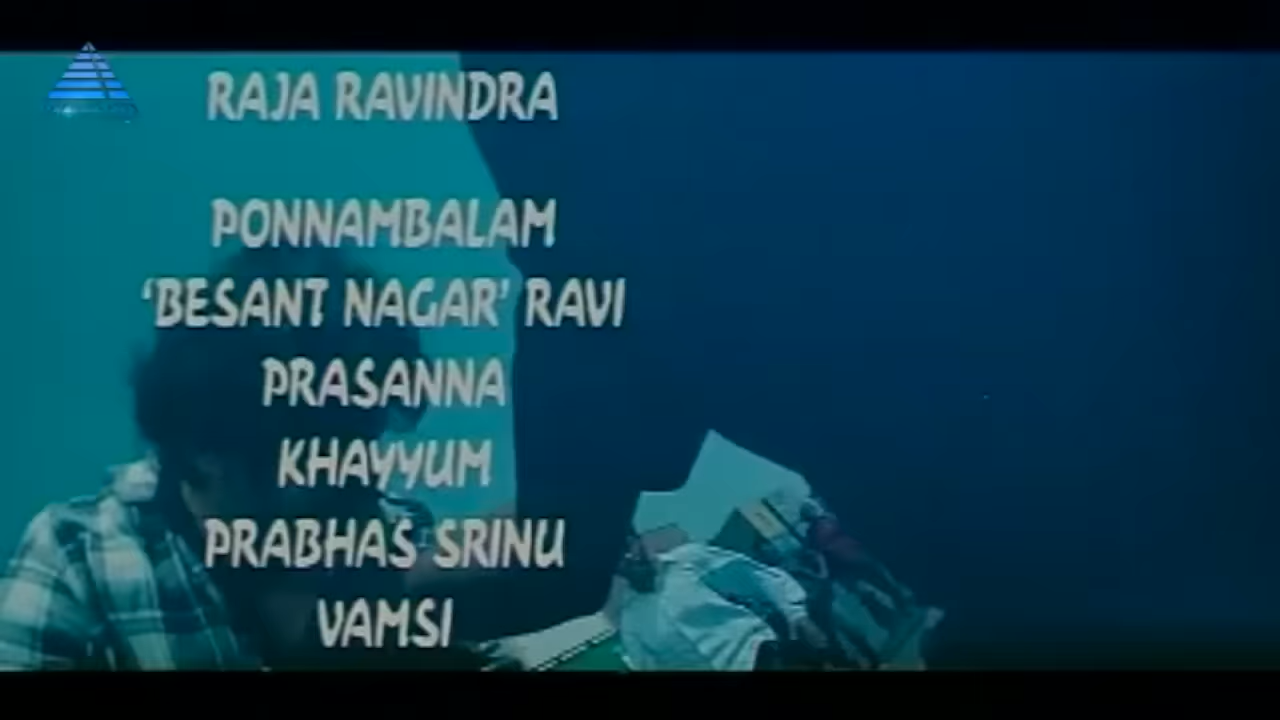 RAJA RAVINDRA
PONNAMBALAM
‘BESANT NAGAR’ RAVI
PRASANNA
KHAYYUM
PRABHAS SRINU
VAMSI